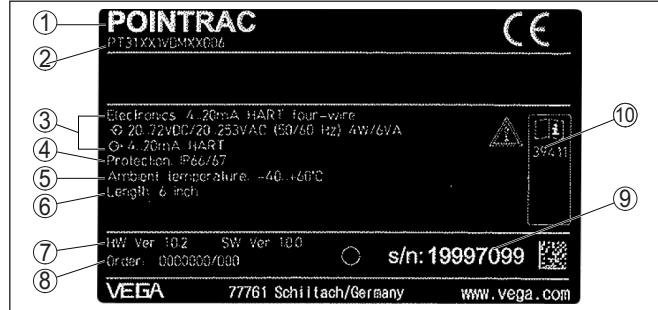 ① POINTRAC
② PT31.XX1VDMXX006
③ Electronics: 4..20mA HART four-wire
20..72VDC/20..253VAC (50/60 Hz) 4W/6VA
4..20mA HART
④ Protection: IP66/67
⑤ Ambient temperature: -40..+60°C
⑥ Length: 6 inch
⑩ 39411
⑦ HW Ver. 1.0.2 SW Ver. 1.0.0
⑧ Order: 0000000/000
⑨ s/n: 19997099
VEGA 77761 Schiltach/Germany www.vega.com